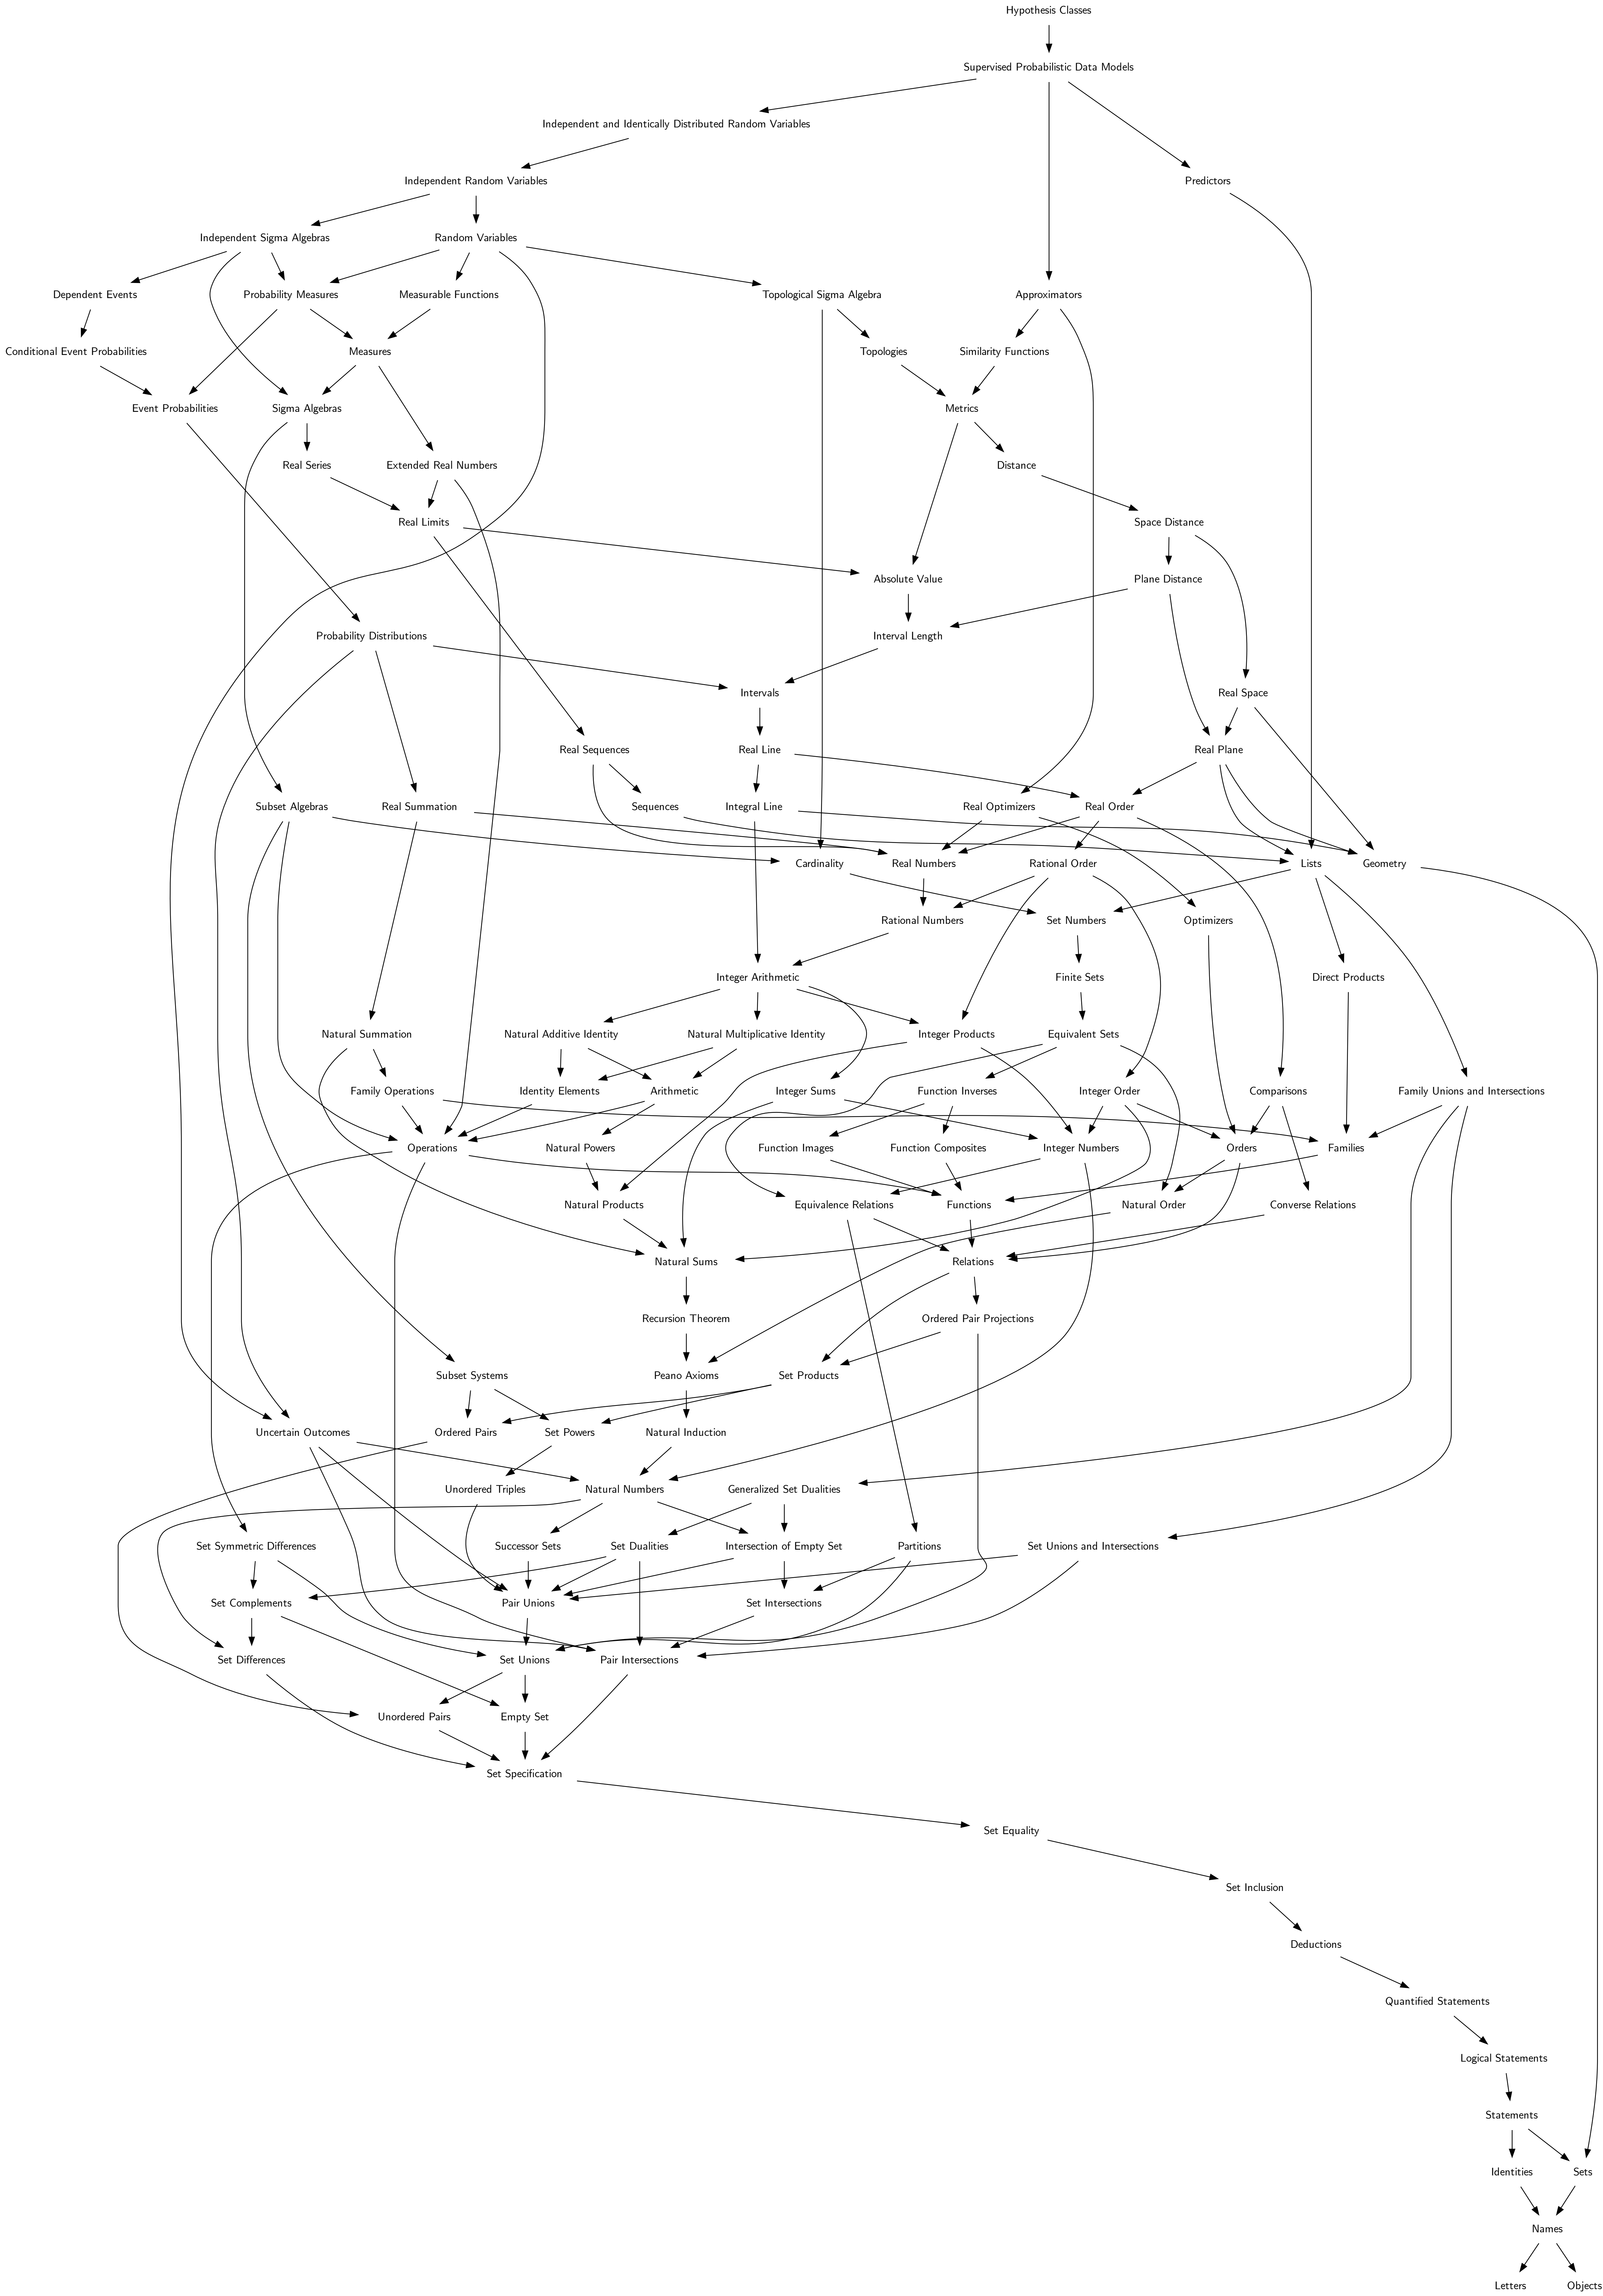 Hypothesis Classes
Supervised Probabilistic Data Models
Independent and Identically Distributed Random Variables
Independent Random Variables
Predictors
Independent Sigma Algebras
Random Variables
Dependent Events
Probability Measures
Measurable Functions
Topological Sigma Algebra
Approximators
Conditional Event Probabilities
Measures
Topologies
Similarity Functions
Event Probabilities
Sigma Algebras
Metrics
Real Series
Extended Real Numbers
Distance
Real Limits
Space Distance
Absolute Value
Plane Distance
Probability Distributions
Interval Length
Intervals
Real Space
Real Sequences
Real Line
Real Plane
Subset Algebras
Real Summation
Sequences
Integral Line
Real Optimizers
Real Order
Cardinality
Real Numbers
Rational Order
Lists
Geometry
Rational Numbers
Set Numbers
Optimizers
Integer Arithmetic
Finite Sets
Direct Products
Natural Summation
Natural Additive Identity
Natural Multiplicative Identity
Integer Products
Equivalent Sets
Family Operations
Identity Elements
Arithmetic
Integer Sums
Function Inverses
Integer Order
Comparisons
Family Unions and Intersections
Operations
Natural Powers
Function Images
Function Composites
Integer Numbers
Orders
Families
Natural Products
Equivalence Relations
Functions
Natural Order
Converse Relations
Natural Sums
Relations
Recursion Theorem
Ordered Pair Projections
Subset Systems
Peano Axioms
Set Products
Uncertain Outcomes
Ordered Pairs
Set Powers
Natural Induction
Unordered Triples
Natural Numbers
Generalized Set Dualities
Set Symmetric Differences
Successor Sets
Set Dualities
Intersection of Empty Set
Partitions
Set Unions and Intersections
Set Complements
Pair Unions
Set Intersections
Set Differences
Set Unions
Pair Intersections
Unordered Pairs
Empty Set
Set Specification
Set Equality
Set Inclusion
Deductions
Quantified Statements
Logical Statements
Statements
Identities
Sets
Names
Letters
Objects